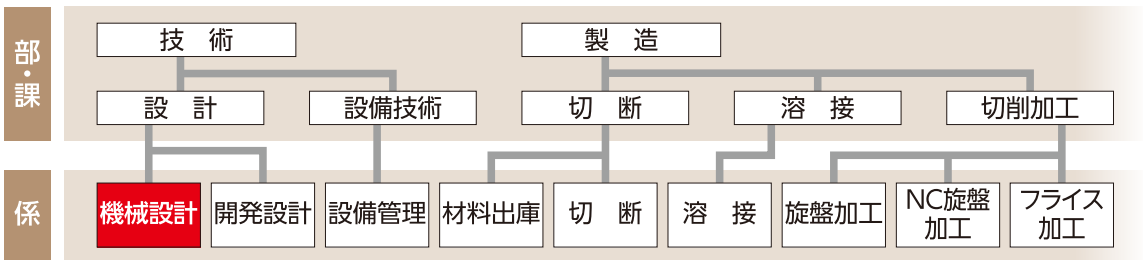 部・課
技術
製造
設計
設備技術
切断
溶接
切削加工
係
機械設計
開発設計
設備管理
材料出庫
切断
溶接
旋盤加工
NC旋盤
加工
フライス
加工